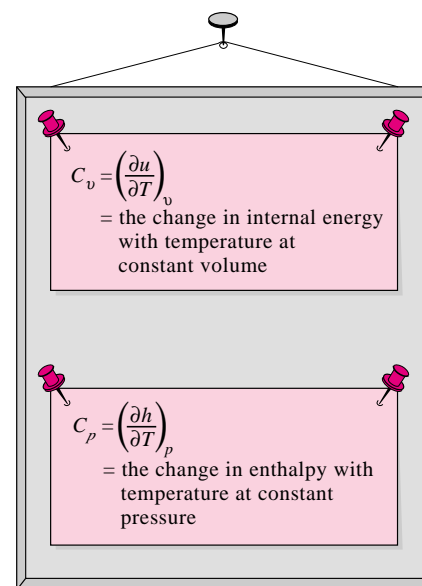 C_υ = (∂u/∂T)_υ
= the change in internal energy
with temperature at
constant volume
C_p = (∂h/∂T)_p
= the change in enthalpy with
temperature at constant
pressure